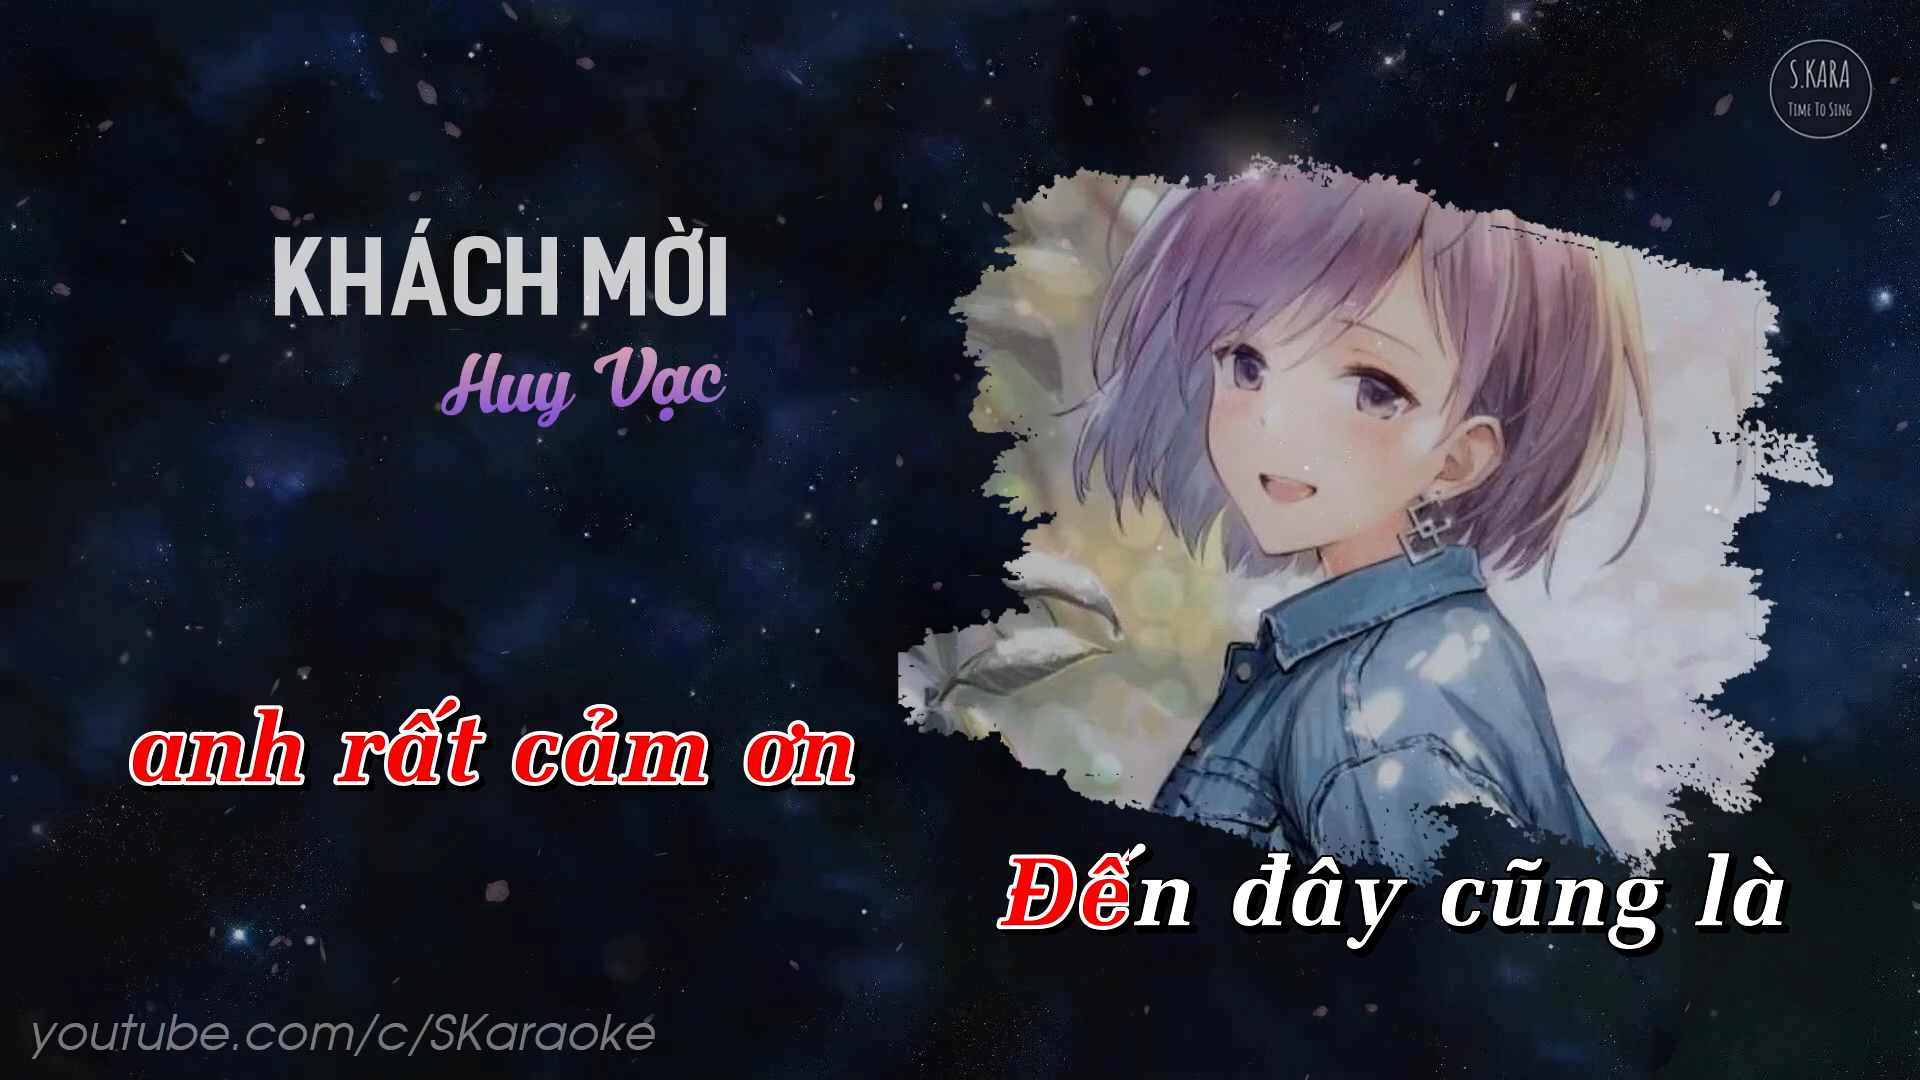 S.KARA
TIME TO SING
KHÁCH MỜI
Huy Vạc
anh rất cảm ơn
Đến đây cũng là
youtube.com/c/SKaraoke